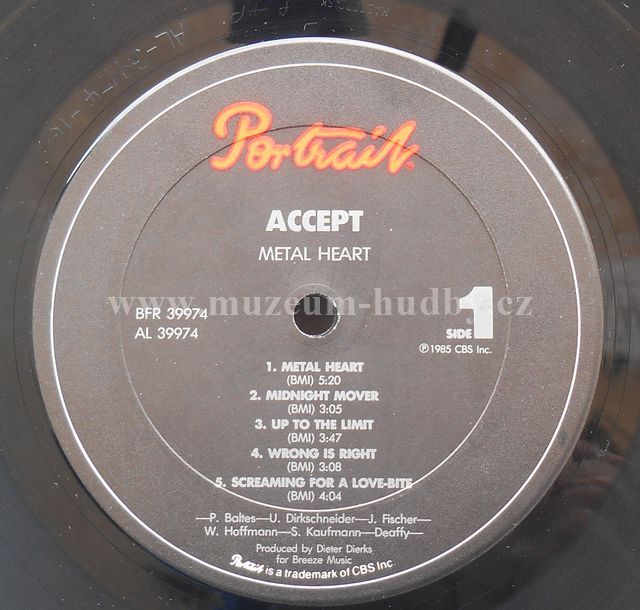 AL-39174-1
Portrait
ACCEPT
METAL HEART
www.muzeum-hudby.cz
BFR 39974
AL 39974
SIDE 1
℗ 1985 CBS Inc.
1. METAL HEART
(BMI) 5:20
2. MIDNIGHT MOVER
(BMI) 3:05
3. UP TO THE LIMIT
(BMI) 3:47
4. WRONG IS RIGHT
(BMI) 3:08
5. SCREAMING FOR A LOVE-BITE
(BMI) 4:04
—P. Baltes—U. Dirkschneider—J. Fischer—
W. Hoffmann—S. Kaufmann—Deaffy—
Produced by Dieter Dierks
for Breeze Music
Portrait is a trademark of CBS Inc.